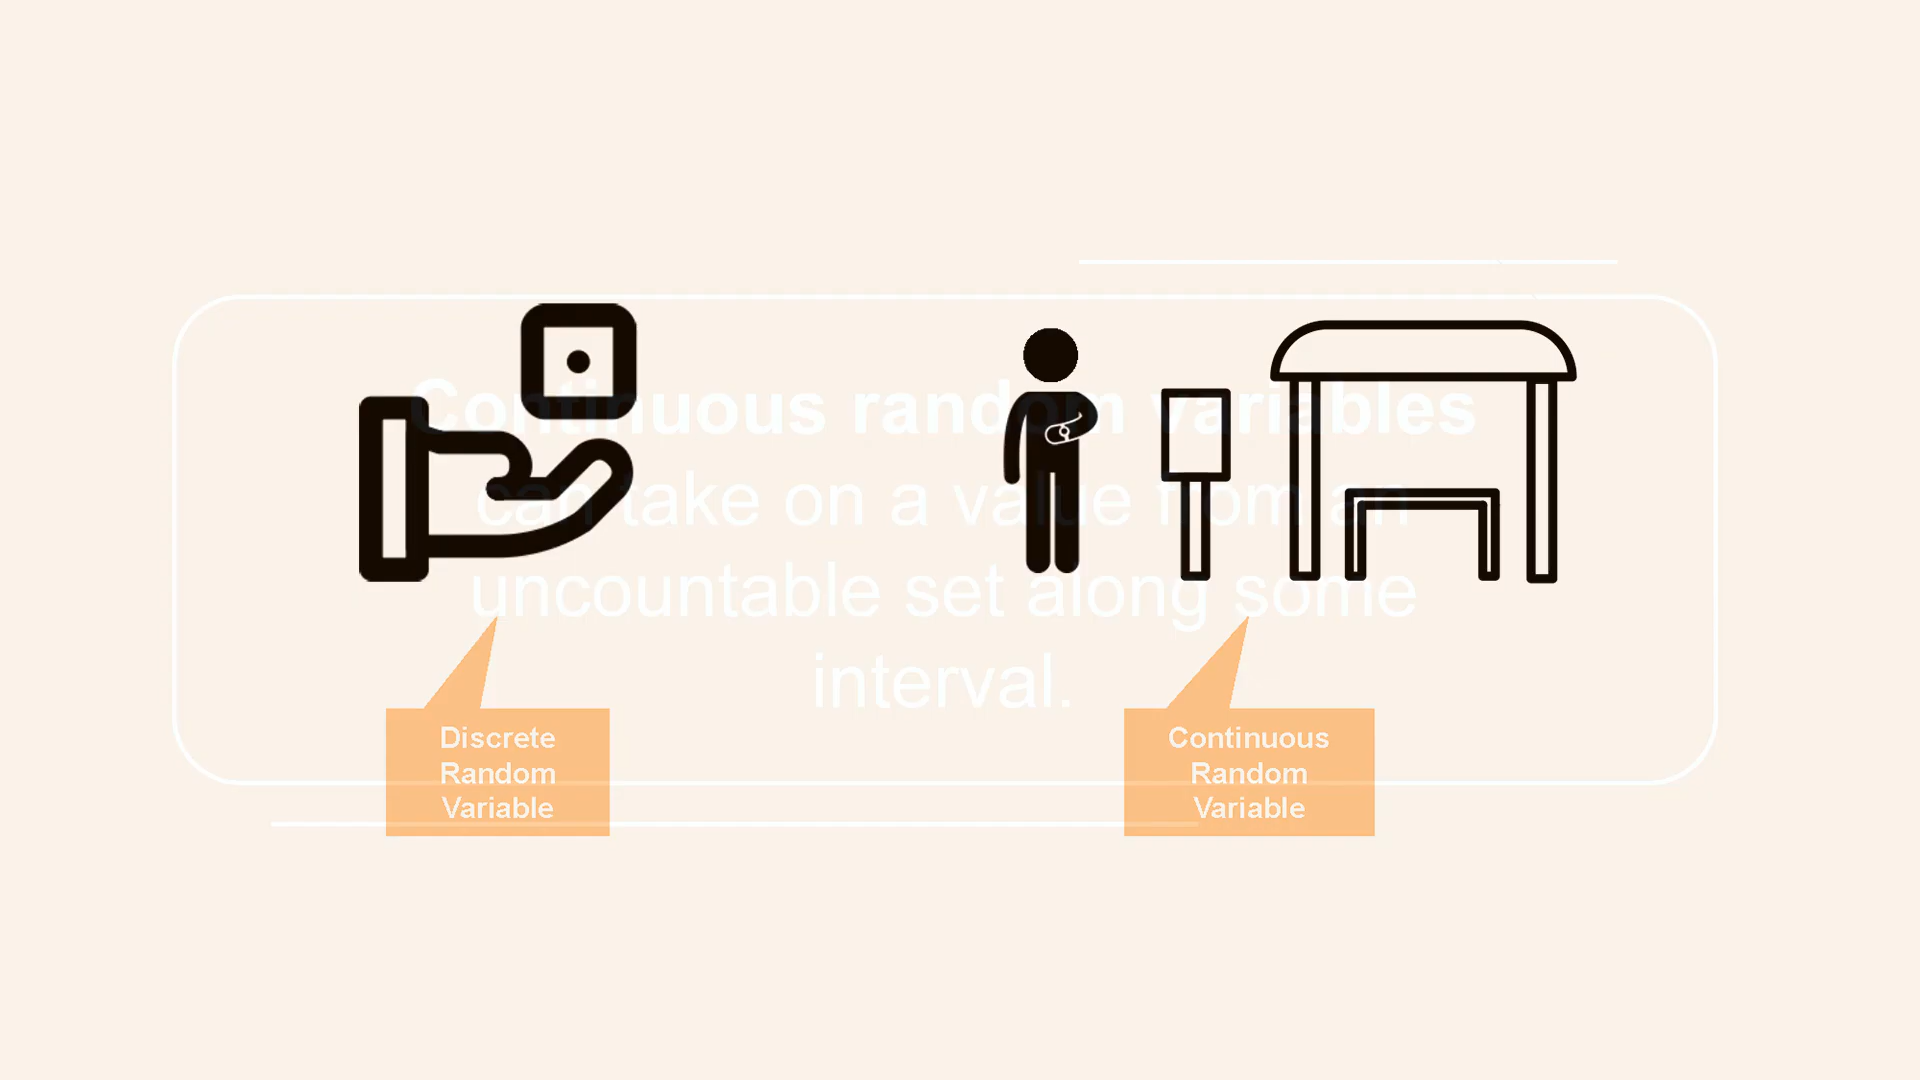 Continuous random variables
can take on a value from an
uncountable set along some
interval.
Discrete
Random
Variable
Continuous
Random
Variable